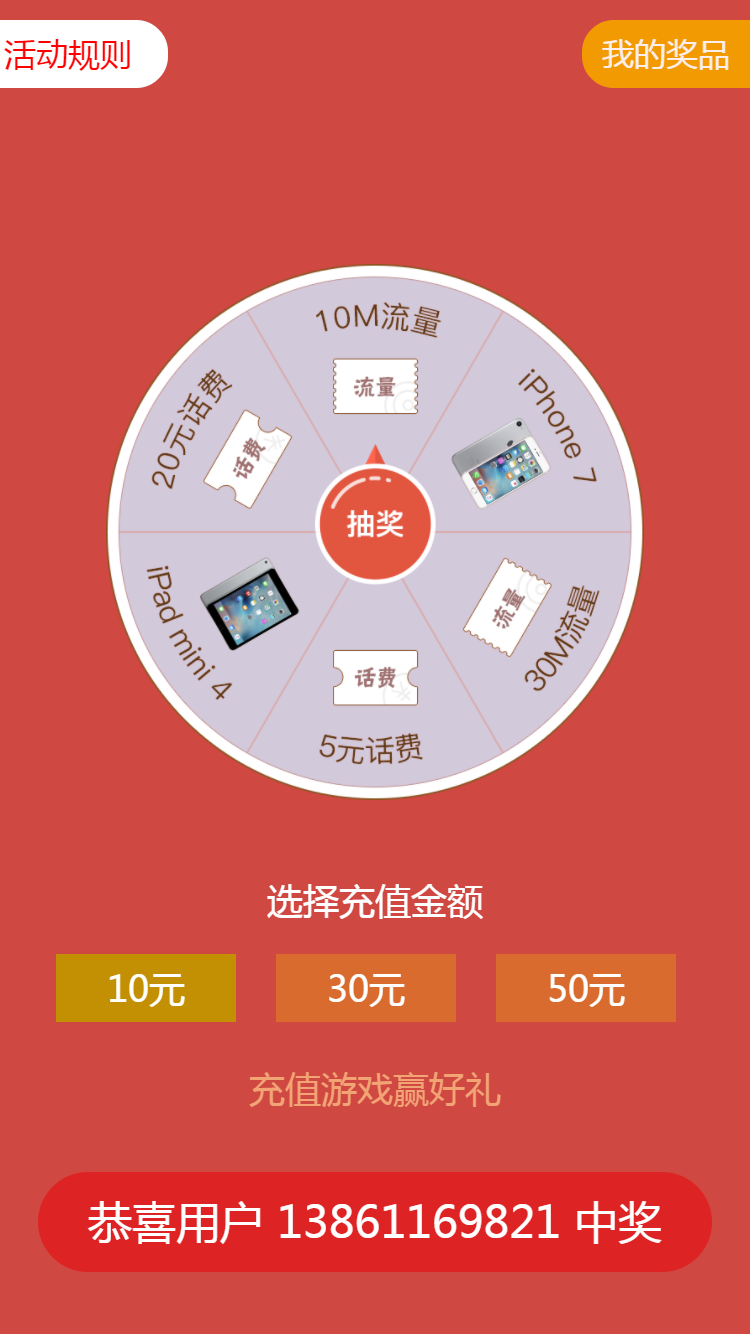 活动规则
我的奖品
10M流量
流量
20元话费
话费
iPhone 7
抽奖
iPad mini 4
流量
30M流量
话费
5元话费
选择充值金额
10元
30元
50元
充值游戏赢好礼
恭喜用户 13861169821 中奖